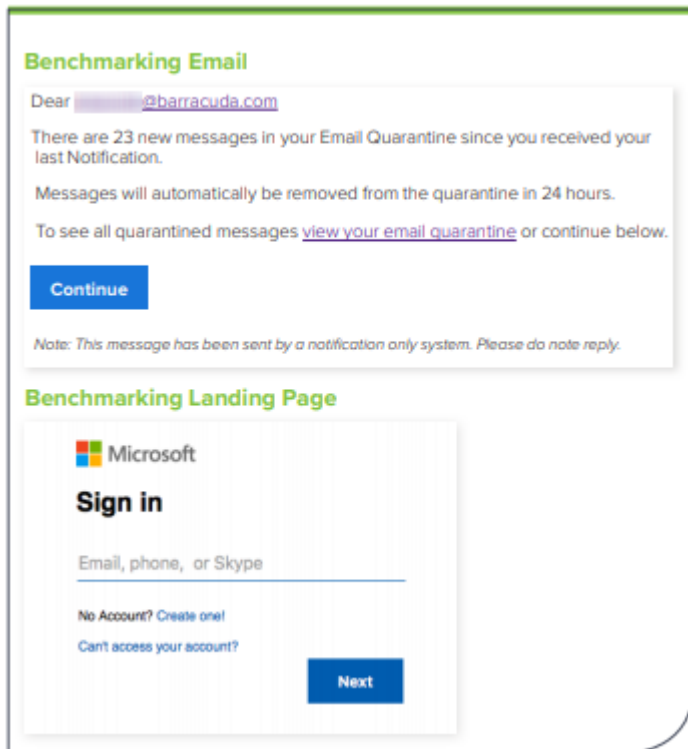 Benchmarking Email
Dear @barracuda.com
There are 23 new messages in your Email Quarantine since you received your
last Notification.
Messages will automatically be removed from the quarantine in 24 hours.
To see all quarantined messages view your email quarantine or continue below.
Continue
Note: This message has been sent by a notification only system. Please do note reply.
Benchmarking Landing Page
Microsoft
Sign in
Email, phone, or Skype
No Account? Create one!
Can't access your account?
Next